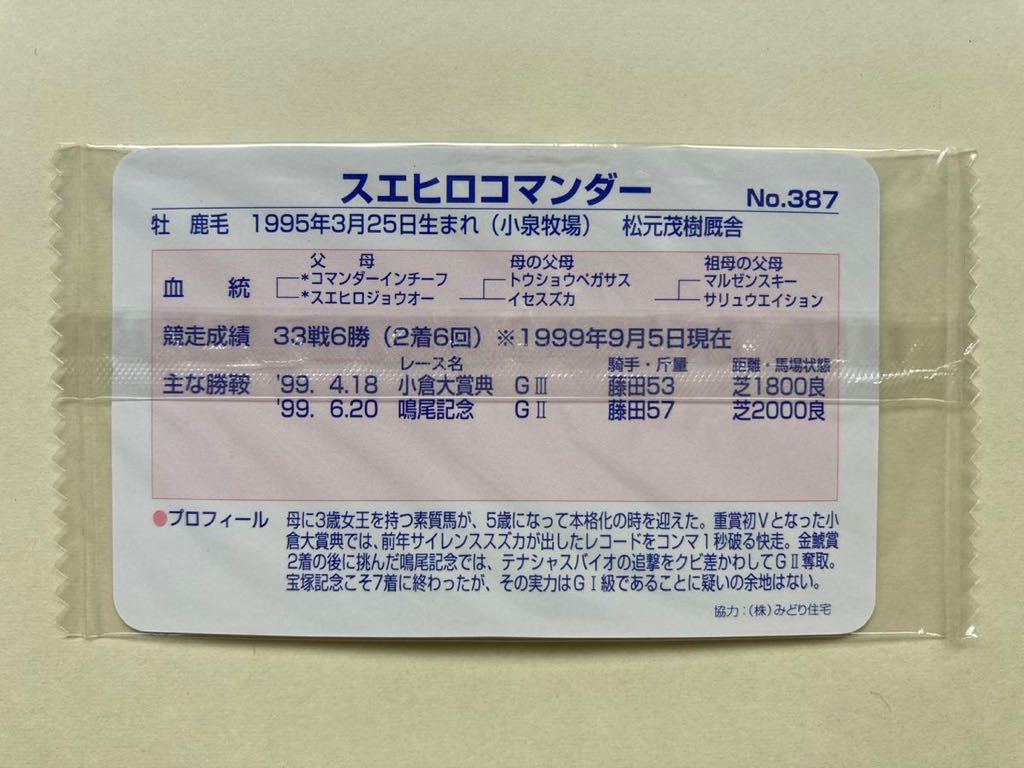 スエヒロコマンダー No.387
牡 鹿毛 1995年3月25日生まれ（小泉牧場） 松元茂樹厩舎
父 母 母の父母 祖母の父母
血統 *コマンダーインチーフ トウショウペガサス マルゼンスキー
*スエヒロジョウオー イセスズカ サリュウエイション
競走成績 33戦6勝（2着6回）※1999年9月5日現在
レース名 騎手・斤量 距離・馬場状態
主な勝鞍 '99. 4.18 小倉大賞典 GⅢ 藤田53 芝1800良
'99. 6.20 鳴尾記念 GⅡ 藤田57 芝2000良
●プロフィール 母に3歳女王を持つ素質馬が、5歳になって本格化の時を迎えた。重賞初Vとなった小
倉大賞典では、前年サイレンススズカが出したレコードをコンマ1秒破る快走。金鯱賞
2着の後に挑んだ鳴尾記念では、テナシャスバイオの追撃をクビ差かわしてGⅡ奪取。
宝塚記念こそ7着に終わったが、その実力はGⅠ級であることに疑いの余地はない。
協力：（株）みどり住宅